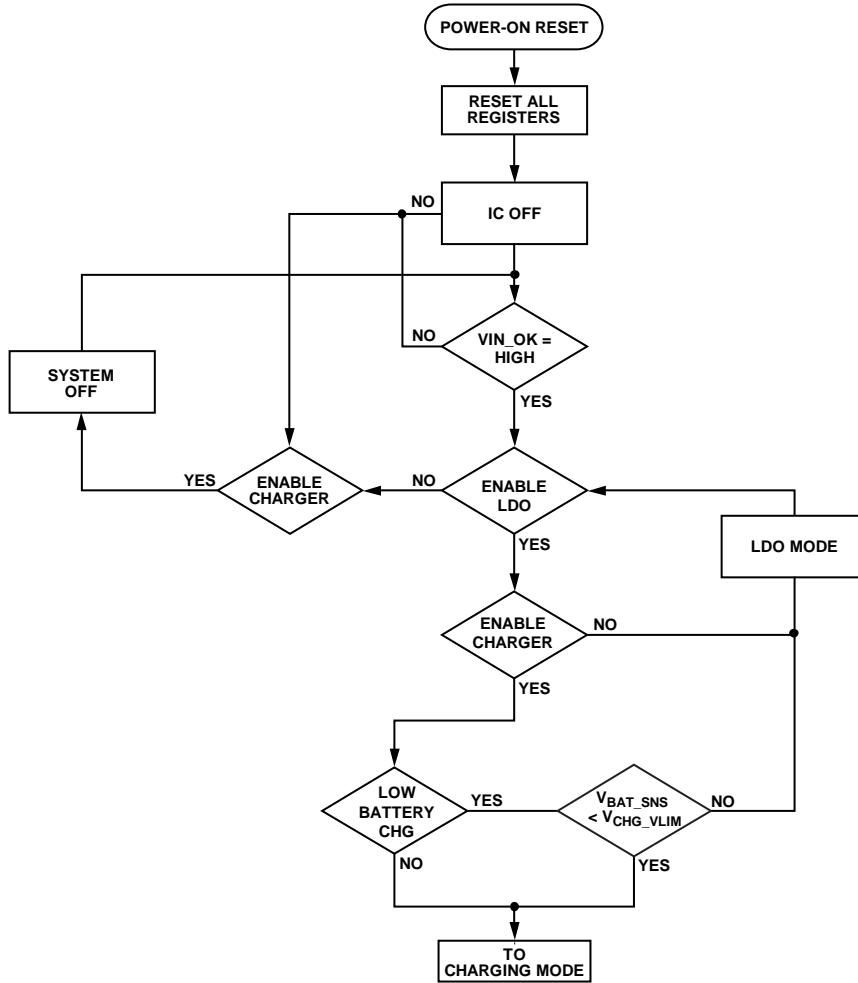 POWER-ON RESET
RESET ALL
REGISTERS
NO
IC OFF
NO
VIN_OK =
HIGH
SYSTEM
OFF
YES
YES
ENABLE
CHARGER
NO
ENABLE
LDO
LDO MODE
YES
ENABLE
CHARGER
NO
YES
LOW
BATTERY
CHG
YES
VBAT_SNS
< VCHG_VLIM
NO
NO
YES
TO
CHARGING MODE